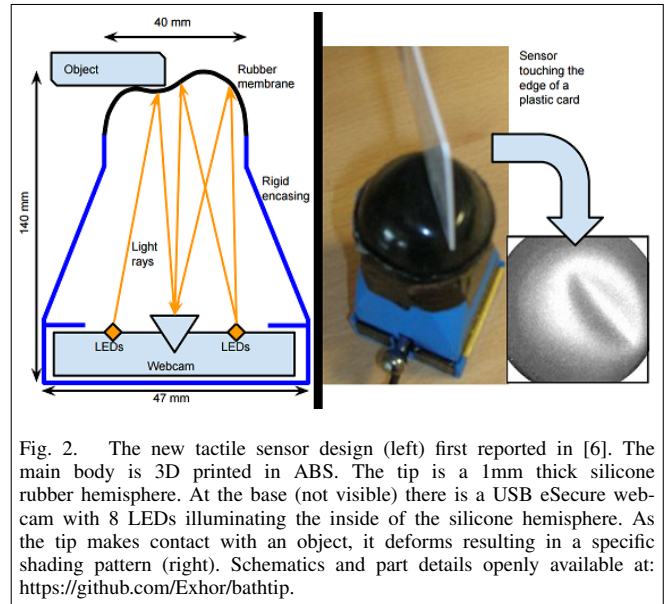 40 mm
Object
Rubber
membrane
Sensor
touching the
edge of a
plastic card
140 mm
Rigid
encasing
Light
rays
LEDs
LEDs
Webcam
47 mm
Fig. 2. The new tactile sensor design (left) first reported in [6]. The
main body is 3D printed in ABS. The tip is a 1mm thick silicone
rubber hemisphere. At the base (not visible) there is a USB eSecure web-
cam with 8 LEDs illuminating the inside of the silicone hemisphere. As
the tip makes contact with an object, it deforms resulting in a specific
shading pattern (right). Schematics and part details openly available at:
https://github.com/Exhor/bathtip.